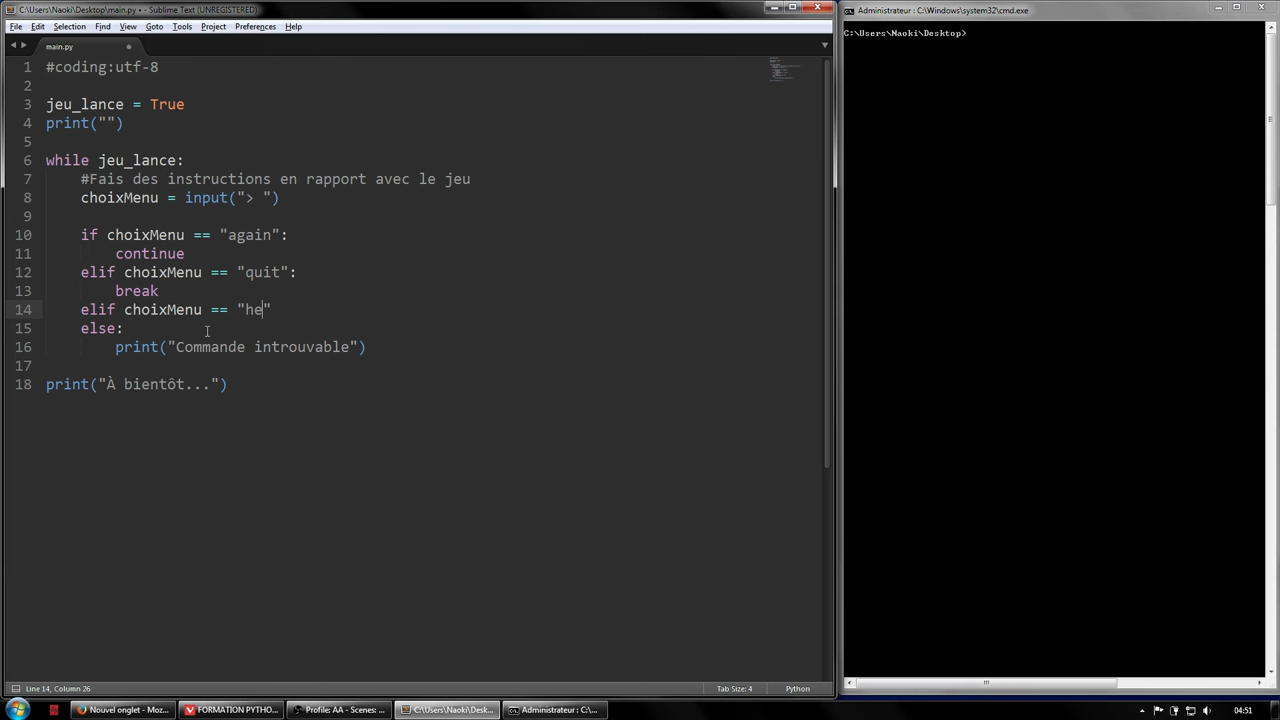 C:\Users\Naoki\Desktop\main.py • - Sublime Text (UNREGISTERED)
File Edit Selection Find View Goto Tools Project Preferences Help
main.py
1 #coding:utf-8
2
3 jeu_lance = True
4 print("")
5
6 while jeu_lance:
7 #Fais des instructions en rapport avec le jeu
8 choixMenu = input("> ")
9
10 if choixMenu == "again":
11 continue
12 elif choixMenu == "quit":
13 break
14 elif choixMenu == "he"
15 else:
16 print("Commande introuvable")
17
18 print("À bientôt...")
Line 14, Column 26
Tab Size: 4
Python
Administrateur : C:\Windows\system32\cmd.exe
C:\Users\Naoki\Desktop>
Nouvel onglet - Moz...
FORMATION PYTHO...
Profile: AA - Scenes: ...
C:\Users\Naoki\Desk...
Administrateur : C:\...
04:51